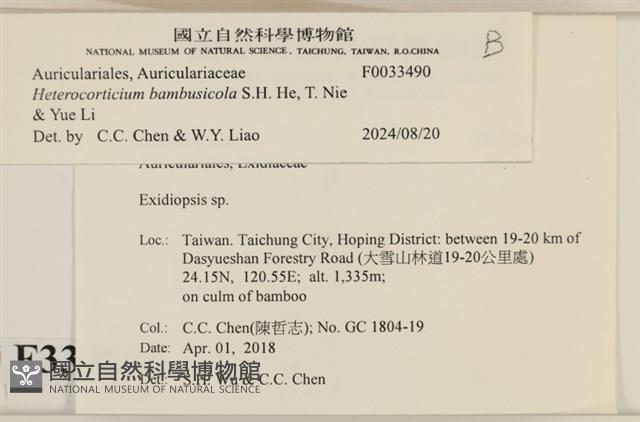 國立自然科學博物館
NATIONAL MUSEUM OF NATURAL SCIENCE, TAICHUNG, TAIWAN, R.O.CHINA
B
Auriculariales, Auriculariaceae F0033490
Heterocorticium bambusicola S.H. He, T. Nie
& Yue Li
Det. by C.C. Chen & W.Y. Liao 2024/08/20
Auriculariales, Exidiaceae
Exidiopsis sp.
Loc.: Taiwan. Taichung City, Hoping District: between 19-20 km of
Dasyueshan Forestry Road (大雪山林道19-20公里處)
24.15N, 120.55E; alt. 1,335m;
on culm of bamboo
Col.: C.C. Chen(陳哲志); No. GC 1804-19
Date: Apr. 01, 2018
Det.: S.H. Wu & C.C. Chen
F33
國立自然科學博物館
NATIONAL MUSEUM OF NATURAL SCIENCE